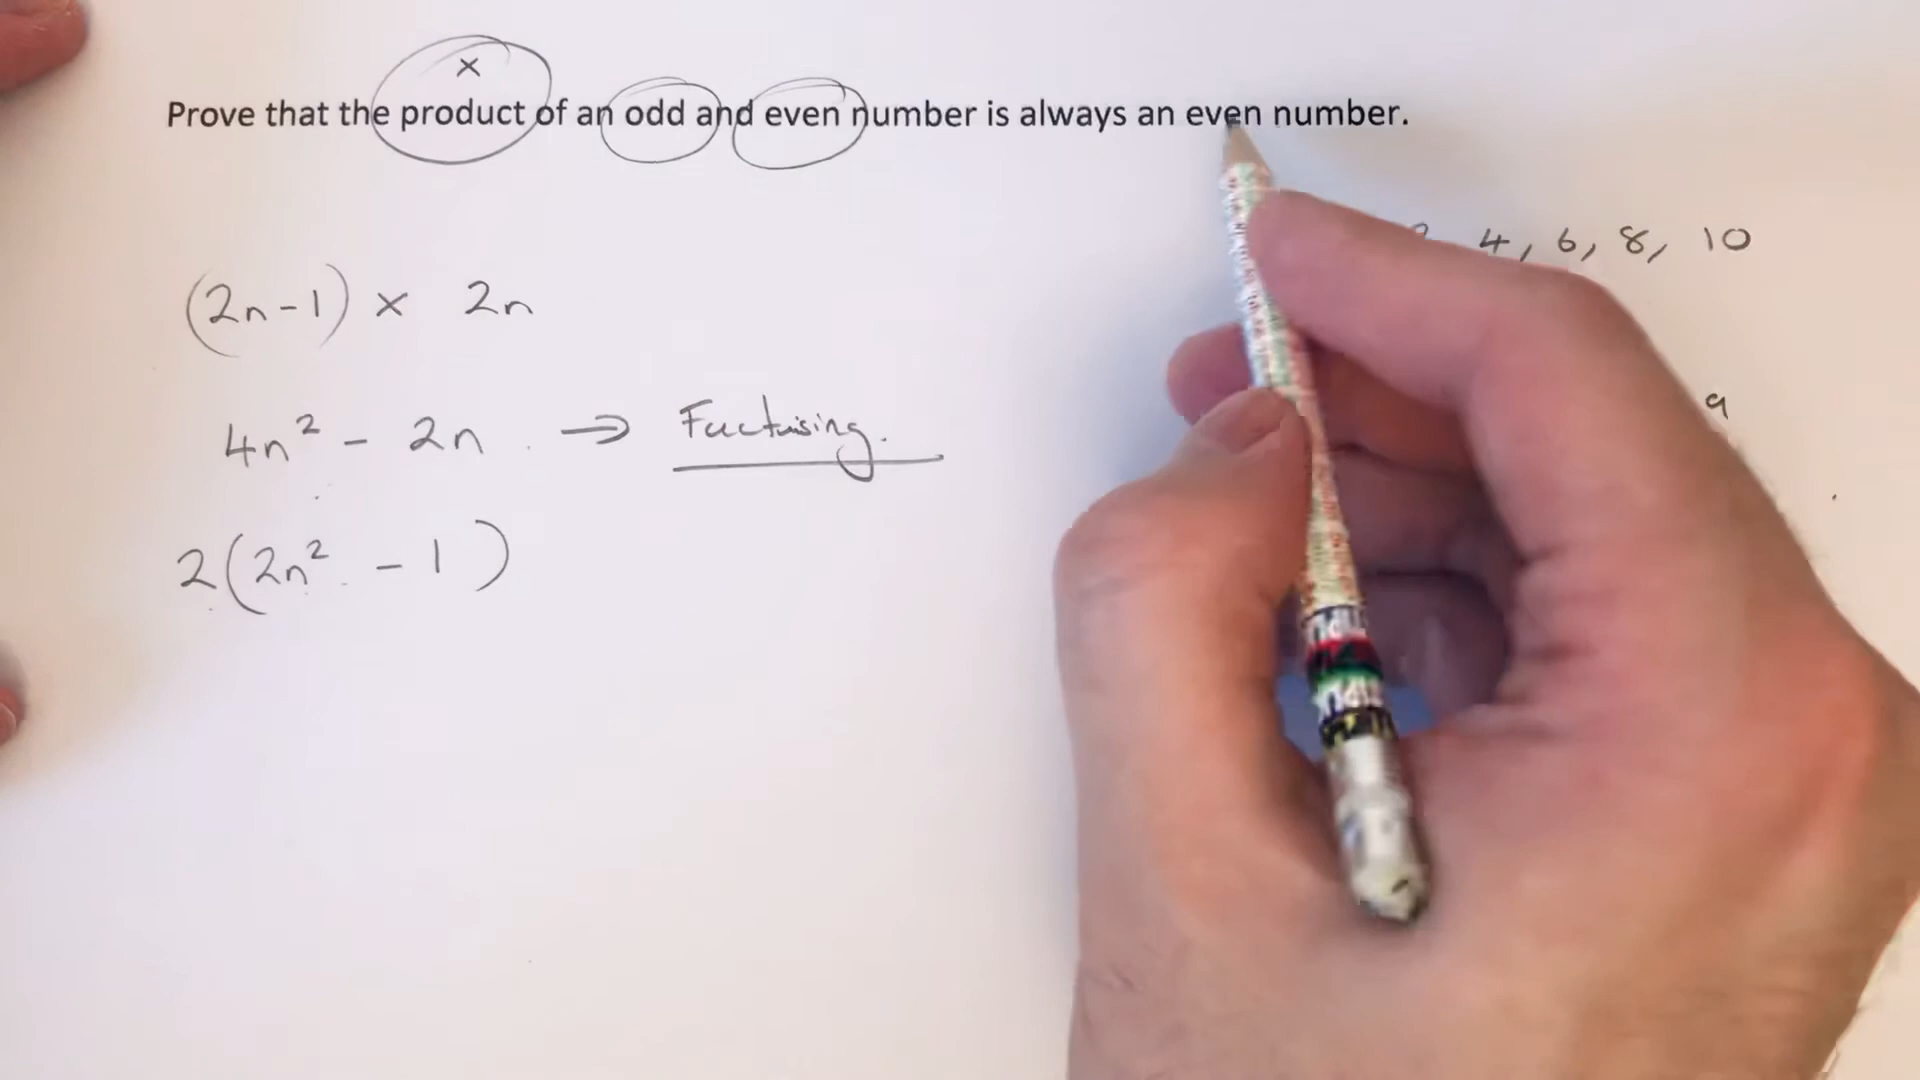 ×
Prove that the product of an odd and even number is always an even number.
4, 6, 8, 10
(2n-1) × 2n
9
4n² - 2n → Factorising.
2(2n² - 1)